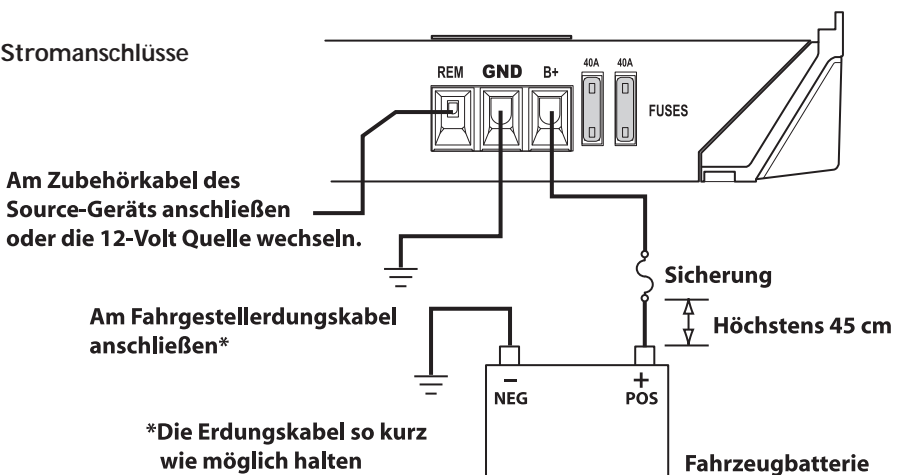 Stromanschlüsse
REM GND B+ 40A 40A
FUSES
Am Zubehörkabel des
Source-Geräts anschließen
oder die 12-Volt Quelle wechseln.
Sicherung
Höchstens 45 cm
Am Fahrgestellerdungskabel
anschließen*
– +
NEG POS
*Die Erdungskabel so kurz
wie möglich halten
Fahrzeugbatterie